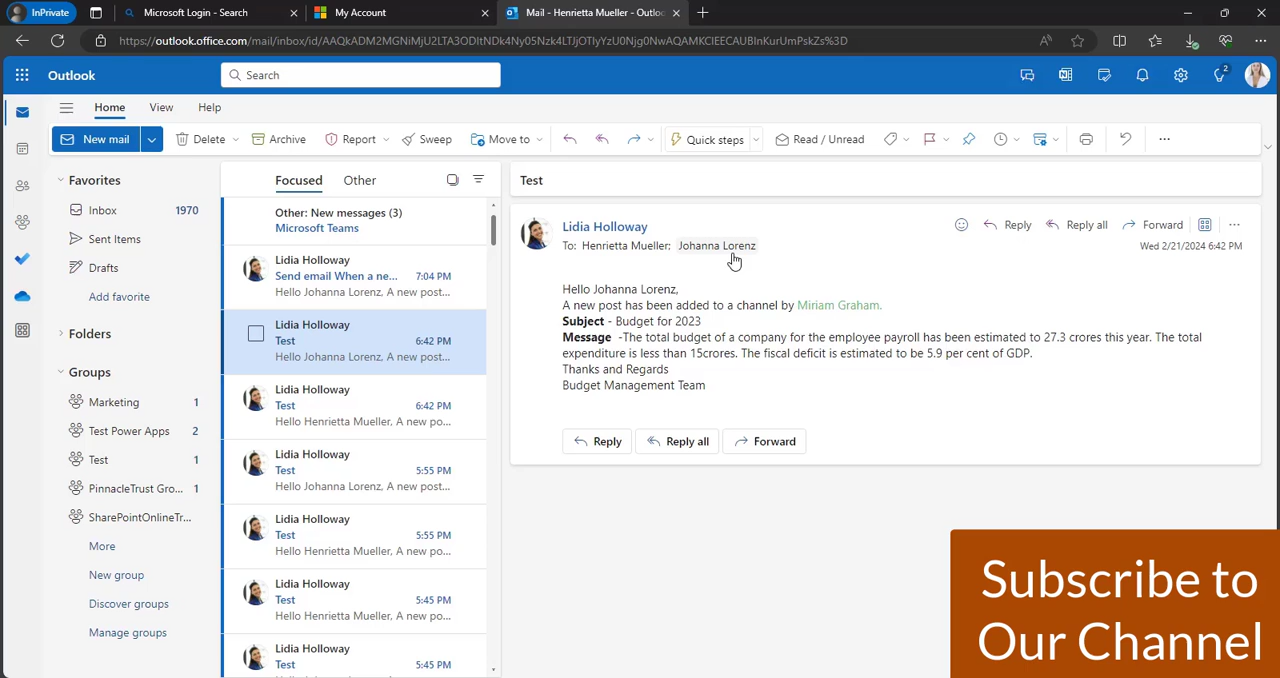 InPrivate
Microsoft Login - Search
My Account
Mail - Henrietta Mueller - Outloo
https://outlook.office.com/mail/inbox/id/AAQkADM2MGNiMjU2LTA3ODItNDk4Ny05Nzk4LTJjOTIyYzU0Njg0NwAQAMKCIEECAUBInKurUmPskZs%3D
Outlook
Search
2
Home
View
Help
New mail
Delete
Archive
Report
Sweep
Move to
Quick steps
Read / Unread
Favorites
Inbox 1970
Sent Items
Drafts
Add favorite
Folders
Groups
Marketing 1
Test Power Apps 2
Test 1
PinnacleTrust Gro... 1
SharePointOnlineTr...
More
New group
Discover groups
Manage groups
Focused
Other
Other: New messages (3)
Microsoft Teams
Lidia Holloway
Send email When a ne... 7:04 PM
Hello Johanna Lorenz, A new post...
Lidia Holloway
Test 6:42 PM
Hello Johanna Lorenz, A new post...
Lidia Holloway
Test 6:42 PM
Hello Henrietta Mueller, A new po...
Lidia Holloway
Test 5:55 PM
Hello Johanna Lorenz, A new post...
Lidia Holloway
Test 5:55 PM
Hello Henrietta Mueller, A new po...
Lidia Holloway
Test 5:45 PM
Hello Henrietta Mueller, A new po...
Lidia Holloway
Test 5:45 PM
Test
Lidia Holloway
To: Henrietta Mueller; Johanna Lorenz
Reply
Reply all
Forward
Wed 2/21/2024 6:42 PM
Hello Johanna Lorenz,
A new post has been added to a channel by Miriam Graham.
Subject - Budget for 2023
Message -The total budget of a company for the employee payroll has been estimated to 27.3 crores this year. The total
expenditure is less than 15crores. The fiscal deficit is estimated to be 5.9 per cent of GDP.
Thanks and Regards
Budget Management Team
Reply
Reply all
Forward
Subscribe to
Our Channel